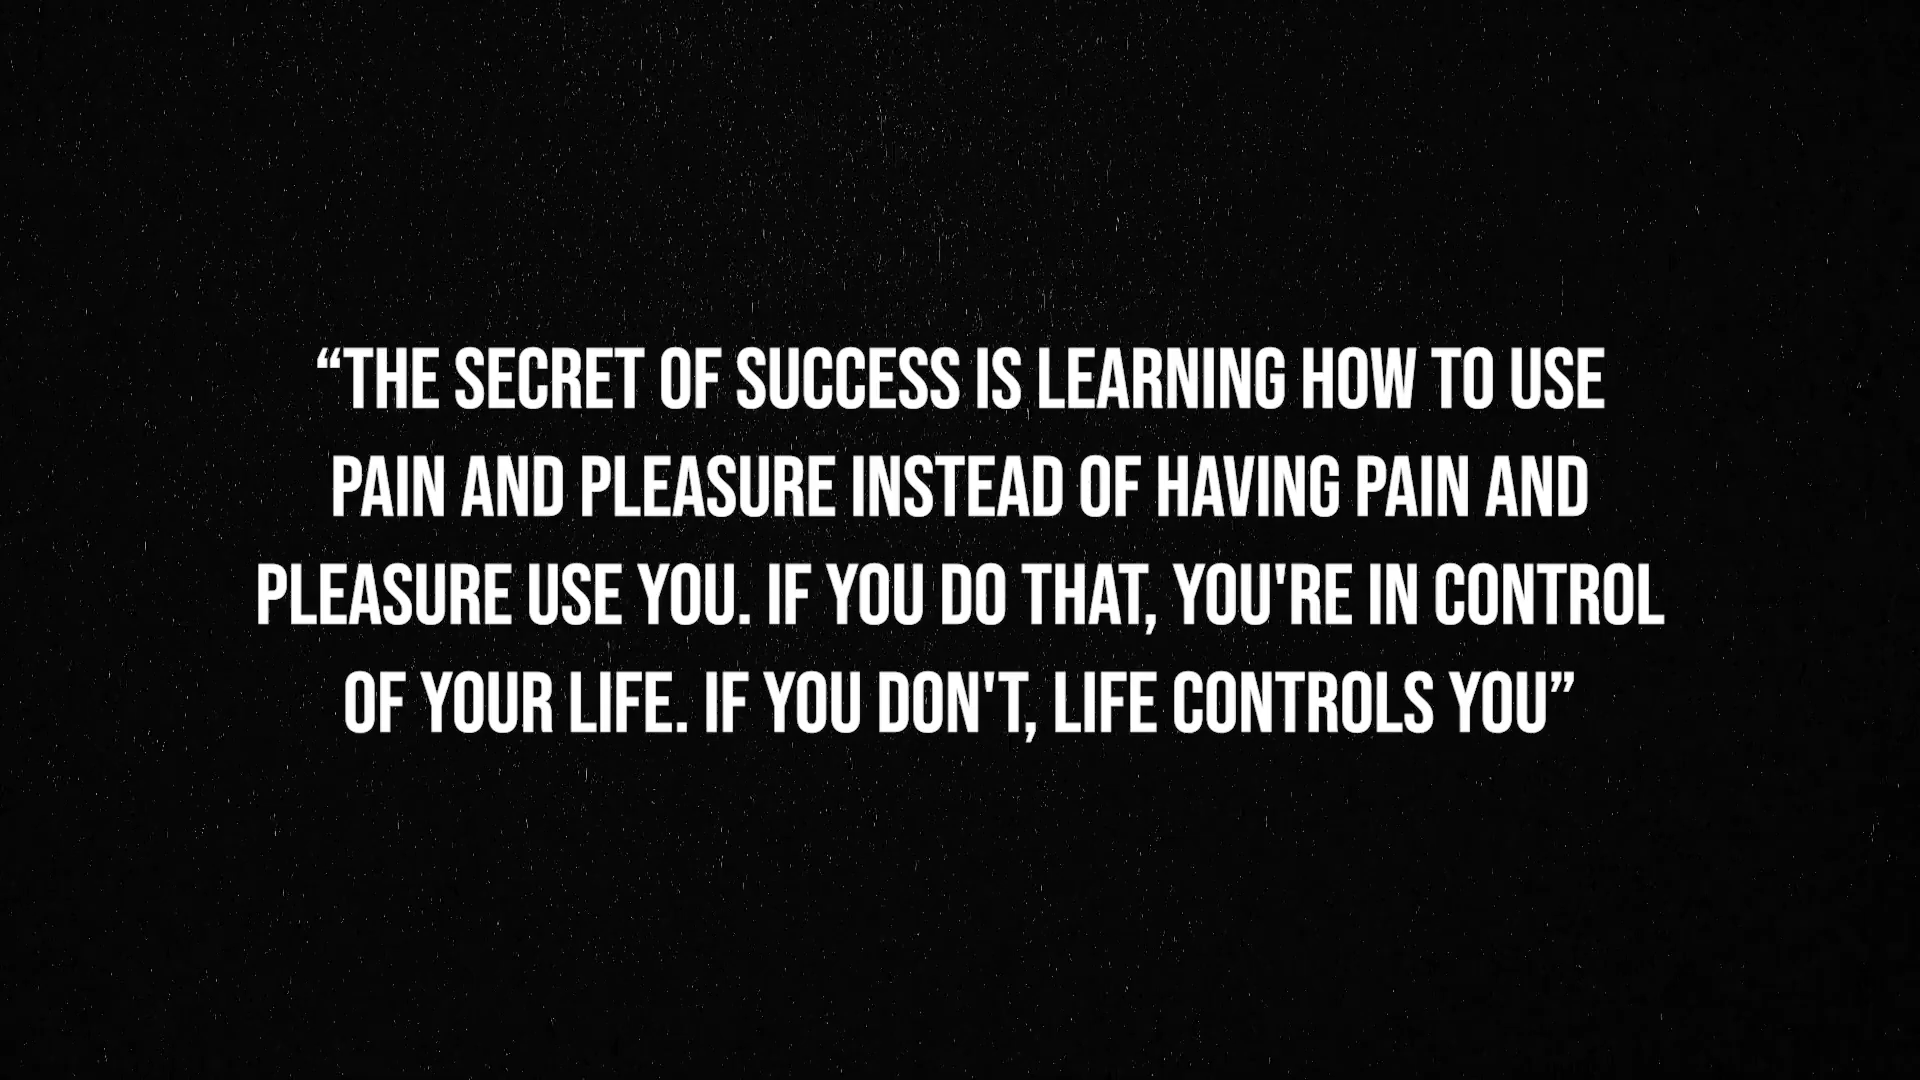 “THE SECRET OF SUCCESS IS LEARNING HOW TO USE
PAIN AND PLEASURE INSTEAD OF HAVING PAIN AND
PLEASURE USE YOU. IF YOU DO THAT, YOU'RE IN CONTROL
OF YOUR LIFE. IF YOU DON'T, LIFE CONTROLS YOU”